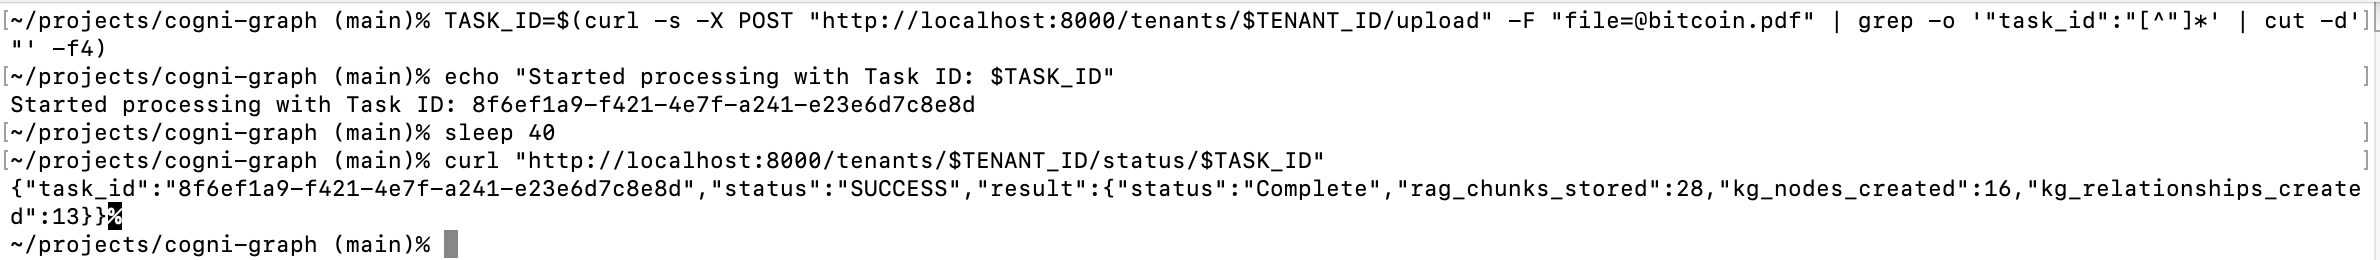 [~/projects/cogni-graph (main)% TASK_ID=$(curl -s -X POST "http://localhost:8000/tenants/$TENANT_ID/upload" -F "file=@bitcoin.pdf" | grep -o '"task_id":"[^"]*' | cut -d']
"' -f4)
[~/projects/cogni-graph (main)% echo "Started processing with Task ID: $TASK_ID" ]
Started processing with Task ID: 8f6ef1a9-f421-4e7f-a241-e23e6d7c8e8d
[~/projects/cogni-graph (main)% sleep 40 ]
[~/projects/cogni-graph (main)% curl "http://localhost:8000/tenants/$TENANT_ID/status/$TASK_ID" ]
{"task_id":"8f6ef1a9-f421-4e7f-a241-e23e6d7c8e8d","status":"SUCCESS","result":{"status":"Complete","rag_chunks_stored":28,"kg_nodes_created":16,"kg_relationships_create
d":13}}%
~/projects/cogni-graph (main)%